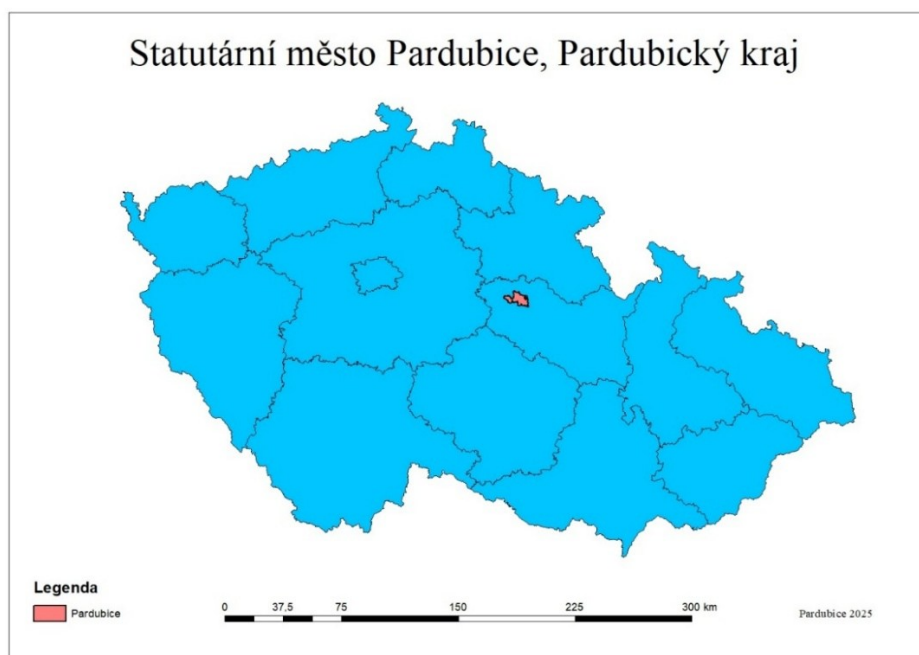 Statutární město Pardubice, Pardubický kraj
Legenda
Pardubice
0 37,5 75 150 225 300 km
Pardubice 2025